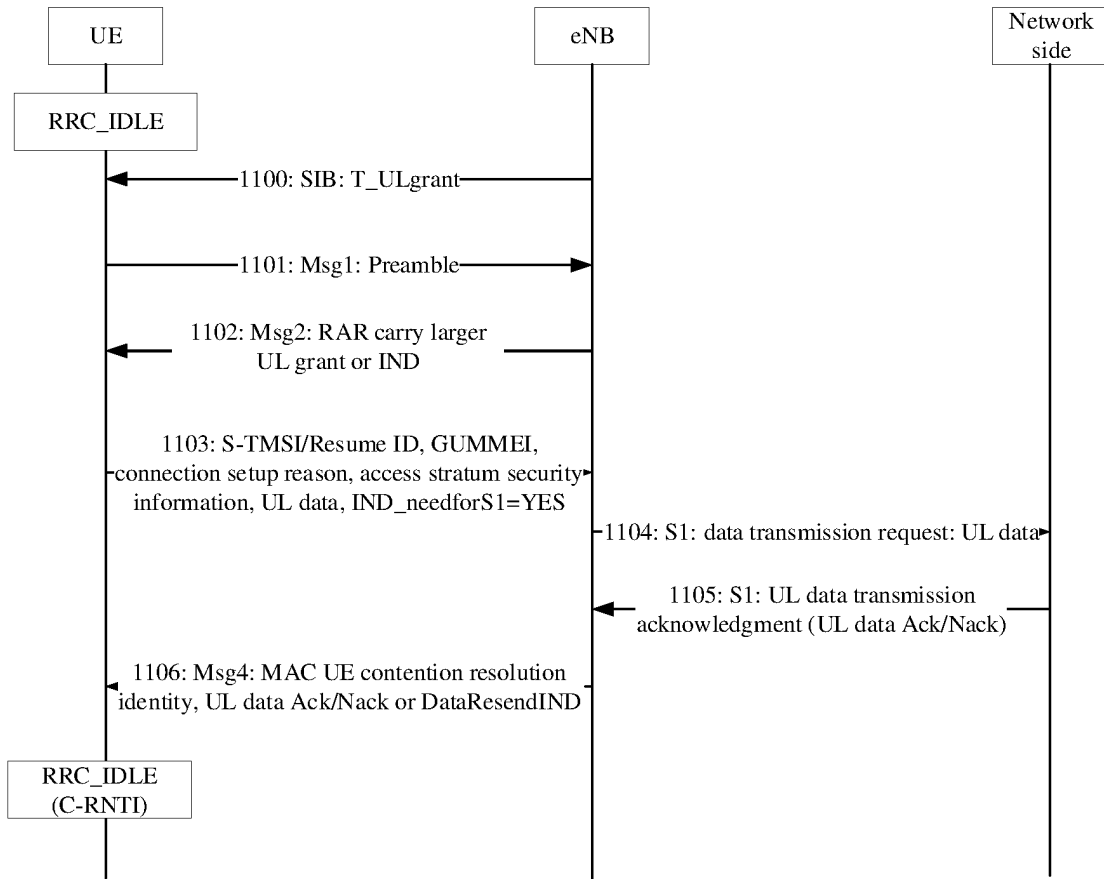 UE
eNB
Network
side
RRC_IDLE
1100: SIB: T_ULgrant
1101: Msg1: Preamble
1102: Msg2: RAR carry larger
UL grant or IND
1103: S-TMSI/Resume ID, GUMMEI,
connection setup reason, access stratum security
information, UL data, IND_needforS1=YES
1104: S1: data transmission request: UL data
1105: S1: UL data transmission
acknowledgment (UL data Ack/Nack)
1106: Msg4: MAC UE contention resolution
identity, UL data Ack/Nack or DataResendIND
RRC_IDLE
(C-RNTI)